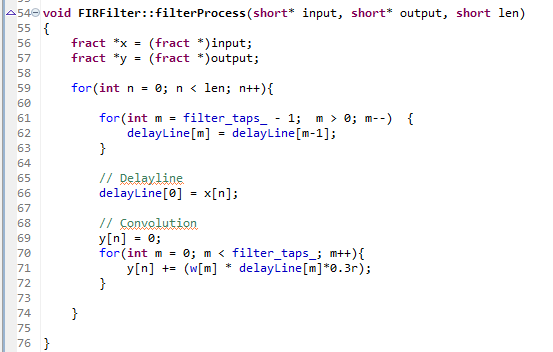 54 void FIRFilter::filterProcess(short* input, short* output, short len)
55 {
56     fract *x = (fract *)input;
57     fract *y = (fract *)output;
58
59     for(int n = 0; n < len; n++){
60
61         for(int m = filter_taps_ - 1;  m > 0; m--)  {
62             delayLine[m] = delayLine[m-1];
63         }
64
65         // Delayline
66         delayLine[0] = x[n];
67
68         // Convolution
69         y[n] = 0;
70         for(int m = 0; m < filter_taps_; m++){
71             y[n] += (w[m] * delayLine[m]*0.3r);
72         }
73
74     }
75
76 }